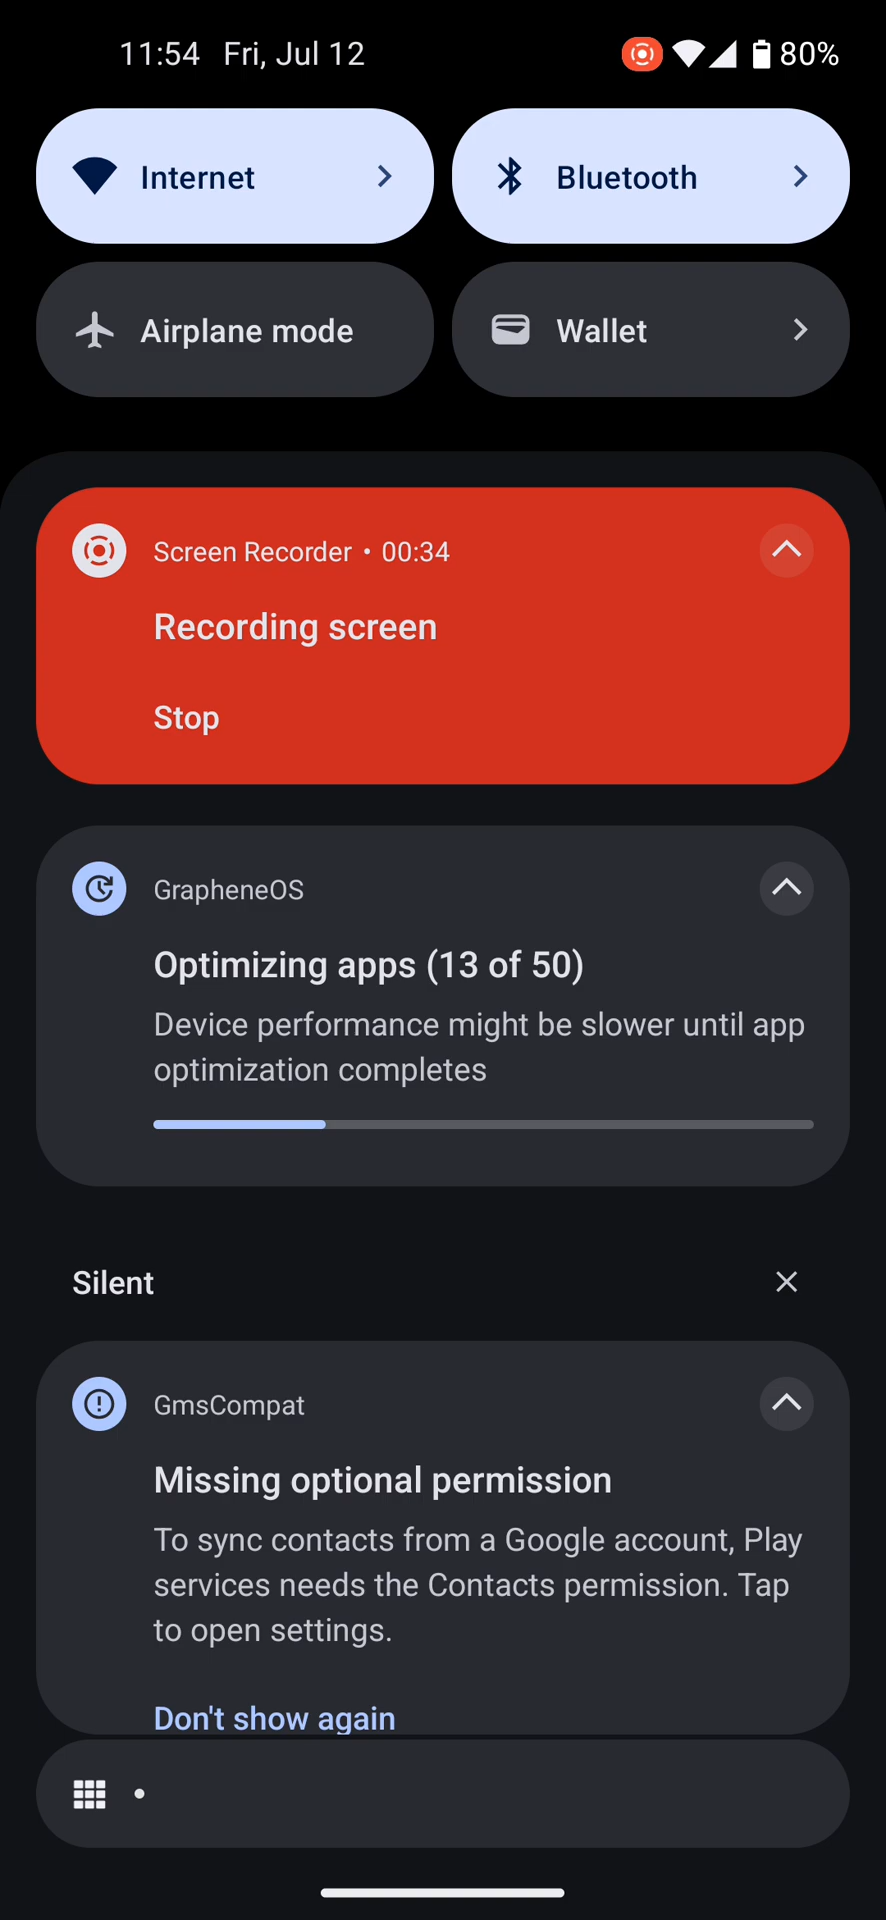 11:54 Fri, Jul 12 80%
Internet
Bluetooth
Airplane mode
Wallet
Screen Recorder • 00:34
Recording screen
Stop
GrapheneOS
Optimizing apps (13 of 50)
Device performance might be slower until app
optimization completes
Silent
GmsCompat
Missing optional permission
To sync contacts from a Google account, Play
services needs the Contacts permission. Tap
to open settings.
Don't show again